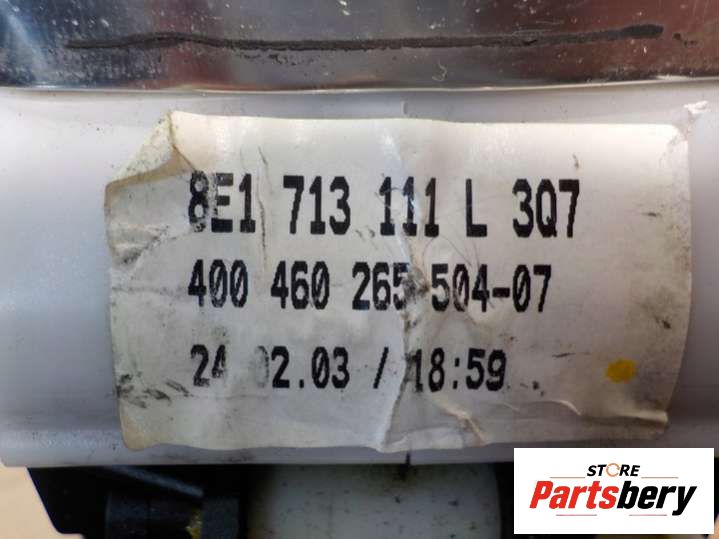 8E1 713 111 L 3Q7
400 460 265 504-07
24 02.03 / 18:59
STORE
Partsbery